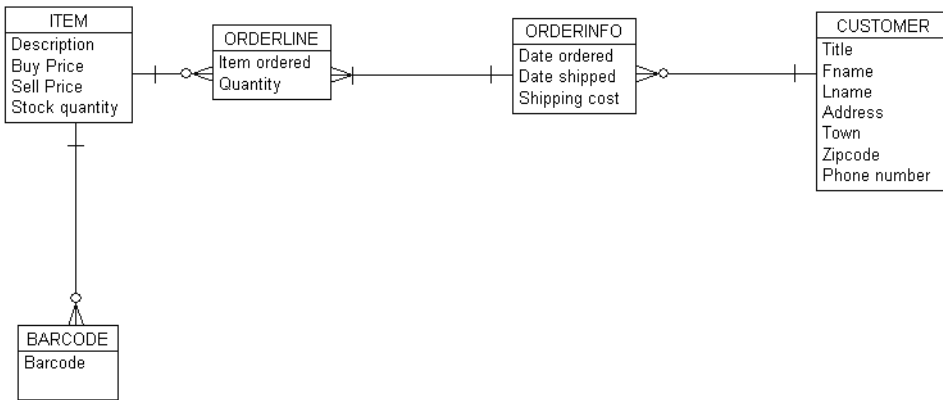 ITEM
Description
Buy Price
Sell Price
Stock quantity
ORDERLINE
Item ordered
Quantity
ORDERINFO
Date ordered
Date shipped
Shipping cost
CUSTOMER
Title
Fname
Lname
Address
Town
Zipcode
Phone number
BARCODE
Barcode